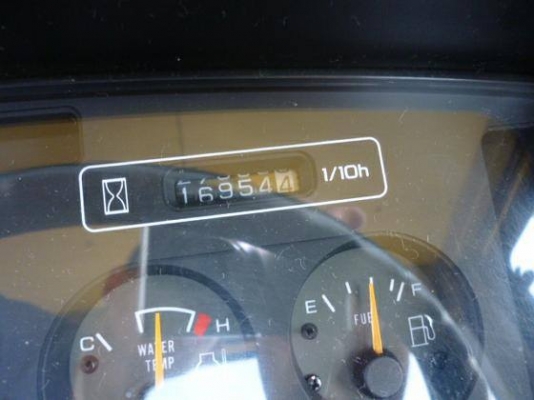 169544 1/10h
E F
FUEL
C H
WATER
TEMP